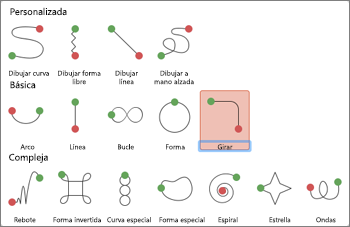 Personalizada
Dibujar curva
Dibujar forma
libre
Dibujar
línea
Dibujar a
mano alzada
Básica
Arco
Línea
Bucle
Forma
Girar
Compleja
Rebote
Forma invertida
Curva especial
Forma especial
Espiral
Estrella
Ondas